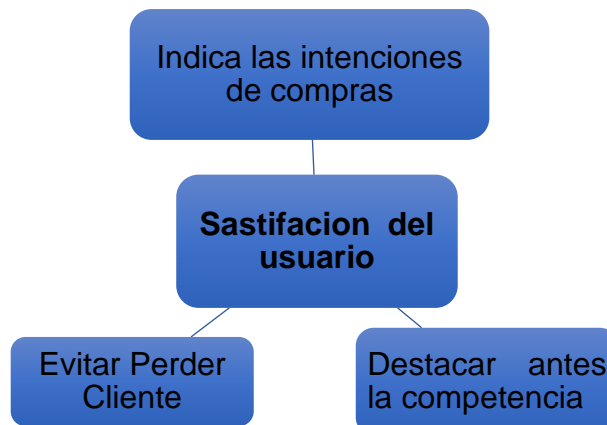 Indica las intenciones
de compras
Sastifacion del
usuario
Evitar Perder
Cliente
Destacar antes
la competencia